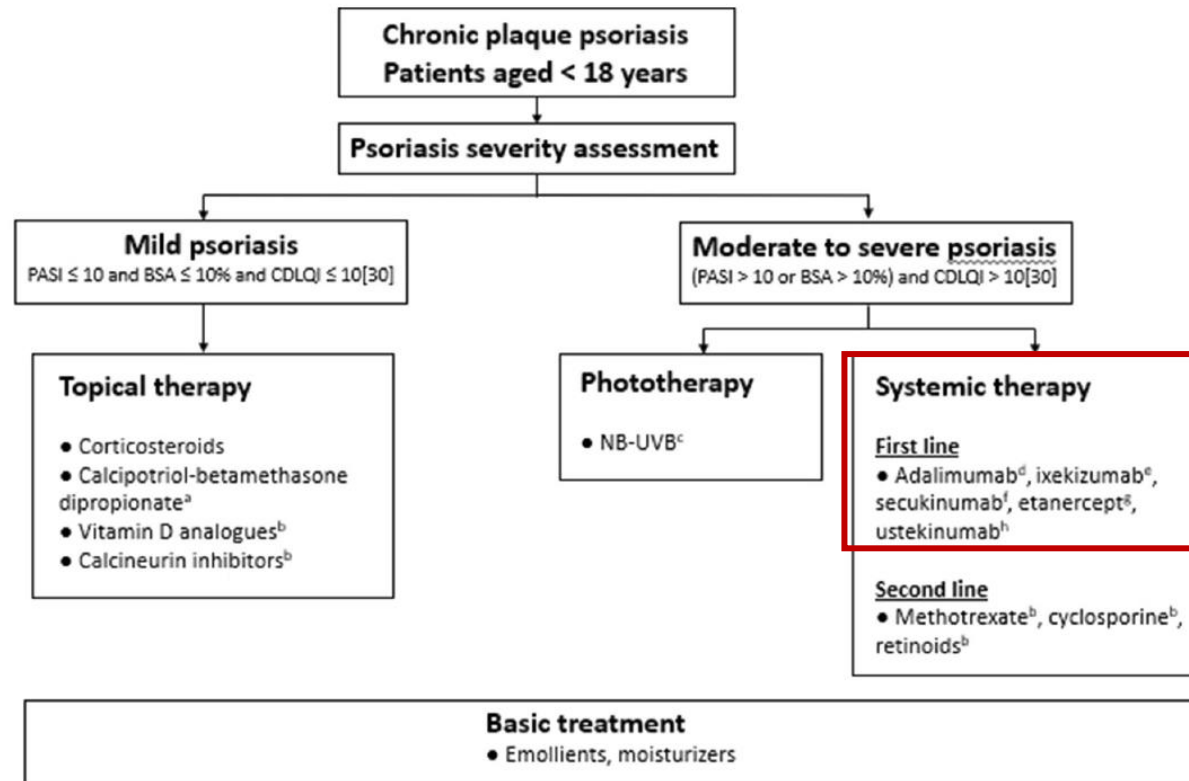 Chronic plaque psoriasis
Patients aged < 18 years
Psoriasis severity assessment
Mild psoriasis
PASI ≤ 10 and BSA ≤ 10% and CDLQI ≤ 10[30]
Moderate to severe psoriasis
(PASI > 10 or BSA > 10%) and CDLQI > 10[30]
Topical therapy
● Corticosteroids
● Calcipotriol-betamethasone
dipropionateᵃ
● Vitamin D analoguesᵇ
● Calcineurin inhibitorsᵇ
Phototherapy
● NB-UVBᶜ
Systemic therapy
First line
● Adalimumabᵈ, ixekizumabᵉ,
secukinumabᶠ, etanerceptᵍ,
ustekinumabʰ
Second line
● Methotrexateᵇ, cyclosporineᵇ,
retinoidsᵇ
Basic treatment
● Emollients, moisturizers